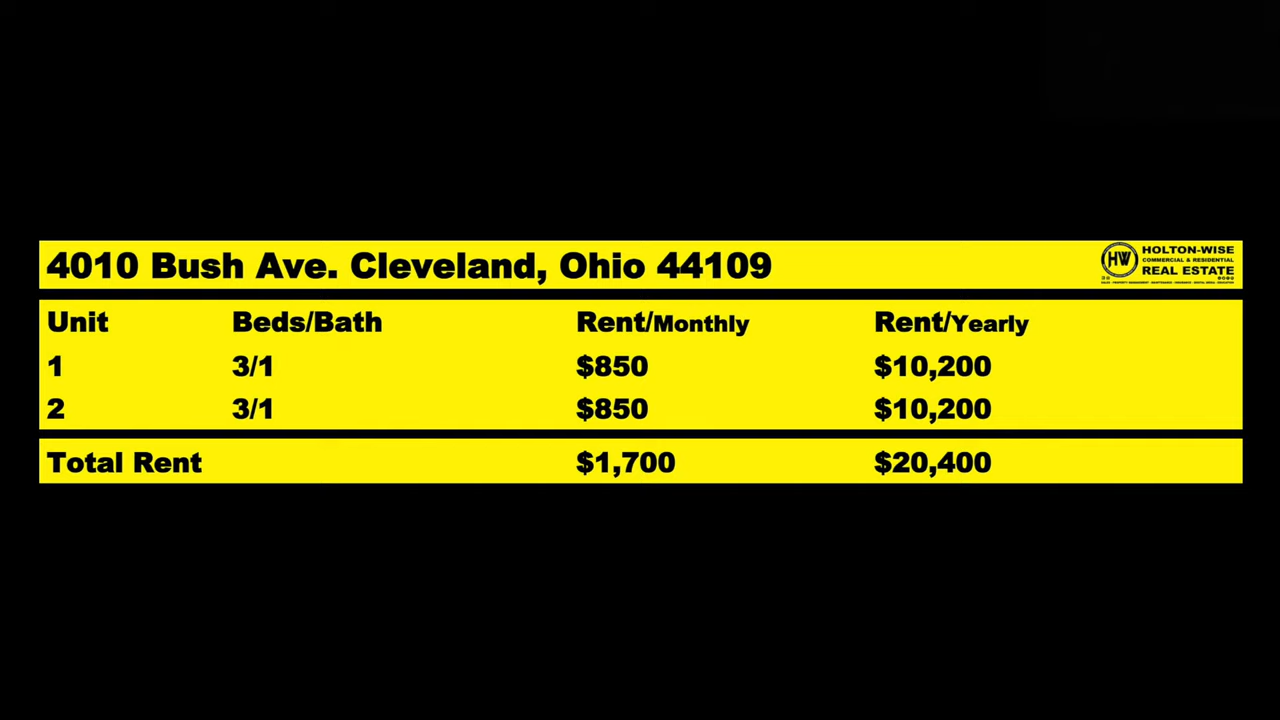 4010 Bush Ave. Cleveland, Ohio 44109
HW
HOLTON-WISE
COMMERCIAL & RESIDENTIAL
REAL ESTATE
Unit Beds/Bath Rent/Monthly Rent/Yearly
1 3/1 $850 $10,200
2 3/1 $850 $10,200
Total Rent $1,700 $20,400